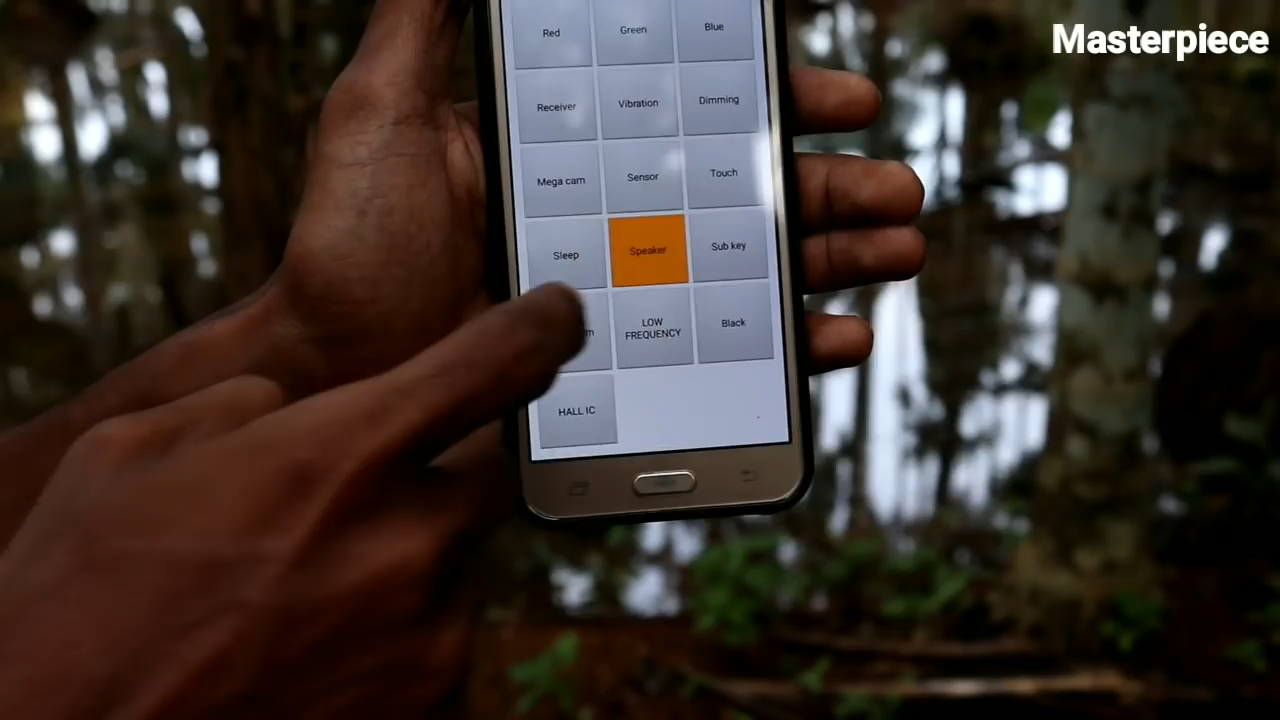 Masterpiece
Red Green Blue
Receiver Vibration Dimming
Mega cam Sensor Touch
Sleep Speaker Sub key
LOW
FREQUENCY
Black
HALL IC